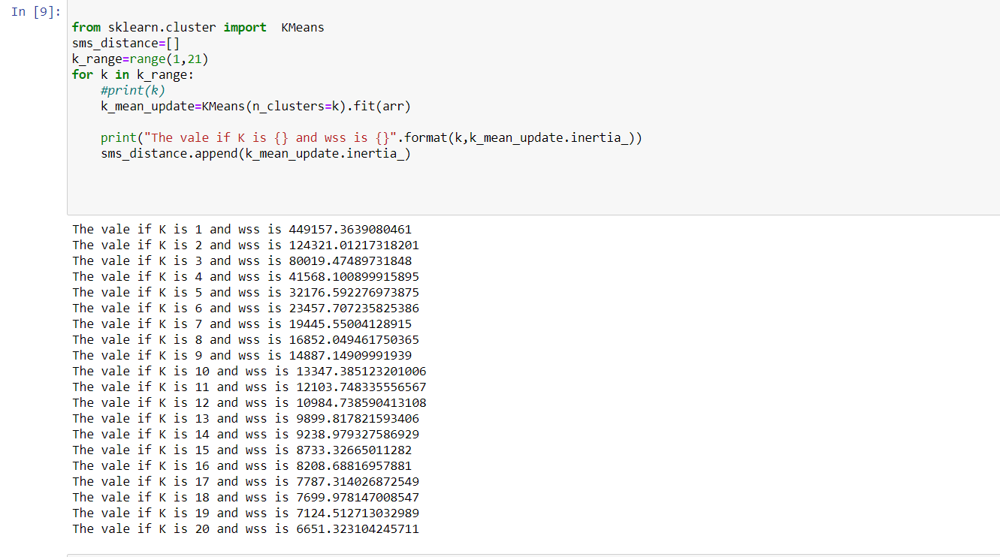 In [9]:
from sklearn.cluster import  KMeans
sms_distance=[]
k_range=range(1,21)
for k in k_range:
    #print(k)
    k_mean_update=KMeans(n_clusters=k).fit(arr)
    print("The vale if K is {} and wss is {}".format(k,k_mean_update.inertia_))
    sms_distance.append(k_mean_update.inertia_)
The vale if K is 1 and wss is 449157.3639080461
The vale if K is 2 and wss is 124321.01217318201
The vale if K is 3 and wss is 80019.47489731848
The vale if K is 4 and wss is 41568.100899915895
The vale if K is 5 and wss is 32176.592276973875
The vale if K is 6 and wss is 23457.707235825386
The vale if K is 7 and wss is 19445.55004128915
The vale if K is 8 and wss is 16852.049461750365
The vale if K is 9 and wss is 14887.14909991939
The vale if K is 10 and wss is 13347.385123201006
The vale if K is 11 and wss is 12103.748335556567
The vale if K is 12 and wss is 10984.738590413108
The vale if K is 13 and wss is 9899.817821593406
The vale if K is 14 and wss is 9238.979327586929
The vale if K is 15 and wss is 8733.32665011282
The vale if K is 16 and wss is 8208.68816957881
The vale if K is 17 and wss is 7787.314026872549
The vale if K is 18 and wss is 7699.978147008547
The vale if K is 19 and wss is 7124.512713032989
The vale if K is 20 and wss is 6651.323104245711